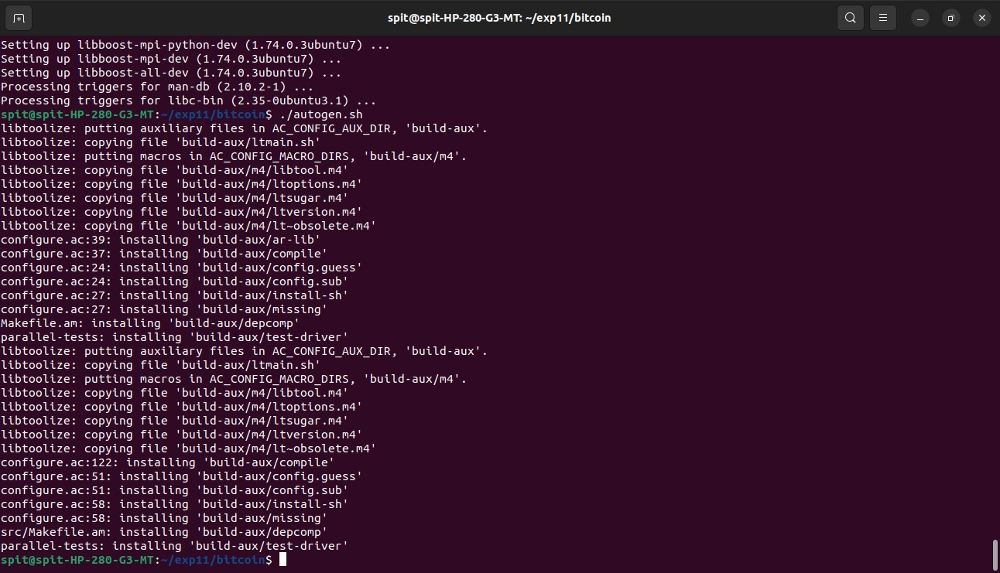 spit@spit-HP-280-G3-MT: ~/exp11/bitcoin
Setting up libboost-mpi-python-dev (1.74.0.3ubuntu7) ...
Setting up libboost-mpi-dev (1.74.0.3ubuntu7) ...
Setting up libboost-all-dev (1.74.0.3ubuntu7) ...
Processing triggers for man-db (2.10.2-1) ...
Processing triggers for libc-bin (2.35-0ubuntu3.1) ...
spit@spit-HP-280-G3-MT:~/exp11/bitcoin$ ./autogen.sh
libtoolize: putting auxiliary files in AC_CONFIG_AUX_DIR, 'build-aux'.
libtoolize: copying file 'build-aux/ltmain.sh'
libtoolize: putting macros in AC_CONFIG_MACRO_DIRS, 'build-aux/m4'.
libtoolize: copying file 'build-aux/m4/libtool.m4'
libtoolize: copying file 'build-aux/m4/ltoptions.m4'
libtoolize: copying file 'build-aux/m4/ltsugar.m4'
libtoolize: copying file 'build-aux/m4/ltversion.m4'
libtoolize: copying file 'build-aux/m4/lt~obsolete.m4'
configure.ac:39: installing 'build-aux/ar-lib'
configure.ac:37: installing 'build-aux/compile'
configure.ac:24: installing 'build-aux/config.guess'
configure.ac:24: installing 'build-aux/config.sub'
configure.ac:27: installing 'build-aux/install-sh'
configure.ac:27: installing 'build-aux/missing'
Makefile.am: installing 'build-aux/depcomp'
parallel-tests: installing 'build-aux/test-driver'
libtoolize: putting auxiliary files in AC_CONFIG_AUX_DIR, 'build-aux'.
libtoolize: copying file 'build-aux/ltmain.sh'
libtoolize: putting macros in AC_CONFIG_MACRO_DIRS, 'build-aux/m4'.
libtoolize: copying file 'build-aux/m4/libtool.m4'
libtoolize: copying file 'build-aux/m4/ltoptions.m4'
libtoolize: copying file 'build-aux/m4/ltsugar.m4'
libtoolize: copying file 'build-aux/m4/ltversion.m4'
libtoolize: copying file 'build-aux/m4/lt~obsolete.m4'
configure.ac:122: installing 'build-aux/compile'
configure.ac:51: installing 'build-aux/config.guess'
configure.ac:51: installing 'build-aux/config.sub'
configure.ac:58: installing 'build-aux/install-sh'
configure.ac:58: installing 'build-aux/missing'
src/Makefile.am: installing 'build-aux/depcomp'
parallel-tests: installing 'build-aux/test-driver'
spit@spit-HP-280-G3-MT:~/exp11/bitcoin$